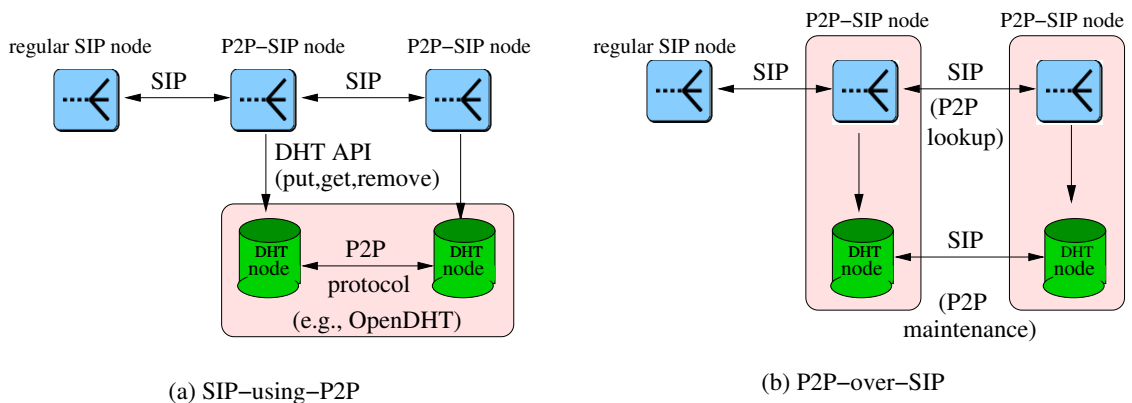 regular SIP node
P2P−SIP node
P2P−SIP node
SIP
SIP
DHT API
(put,get,remove)
DHT
node
P2P
protocol
DHT
node
(e.g., OpenDHT)
(a) SIP−using−P2P
P2P−SIP node
P2P−SIP node
regular SIP node
SIP
SIP
(P2P
lookup)
DHT
node
SIP
DHT
node
(P2P
maintenance)
(b) P2P−over−SIP